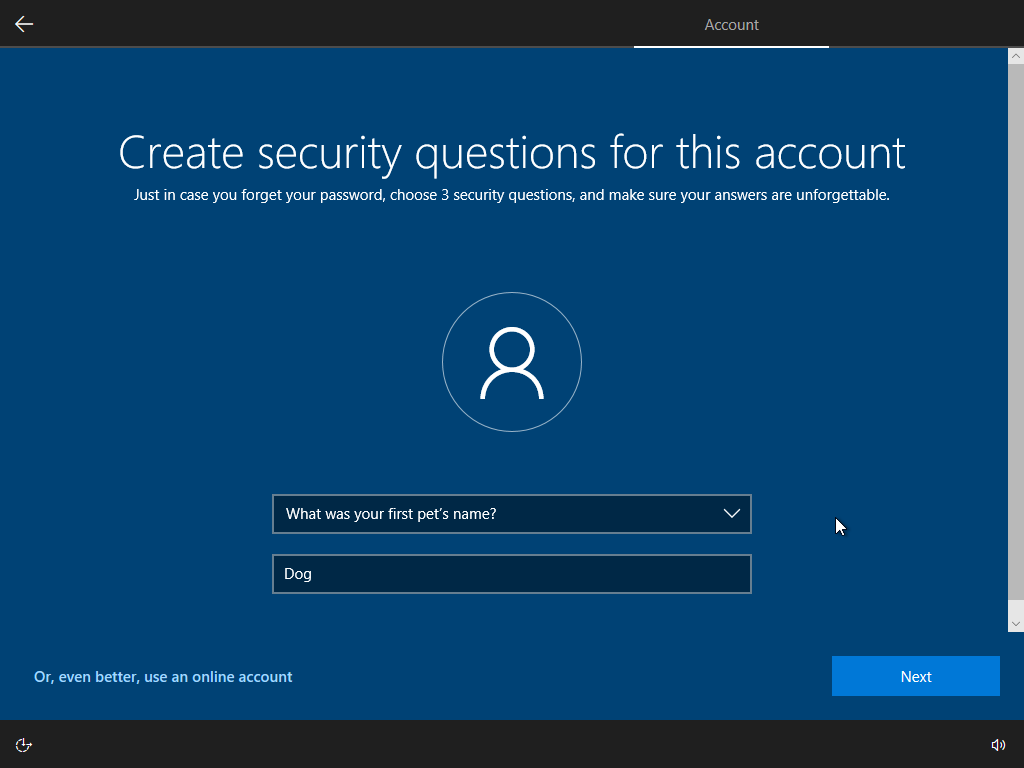 Account
Create security questions for this account
Just in case you forget your password, choose 3 security questions, and make sure your answers are unforgettable.
What was your first pet’s name?
Dog
Or, even better, use an online account
Next